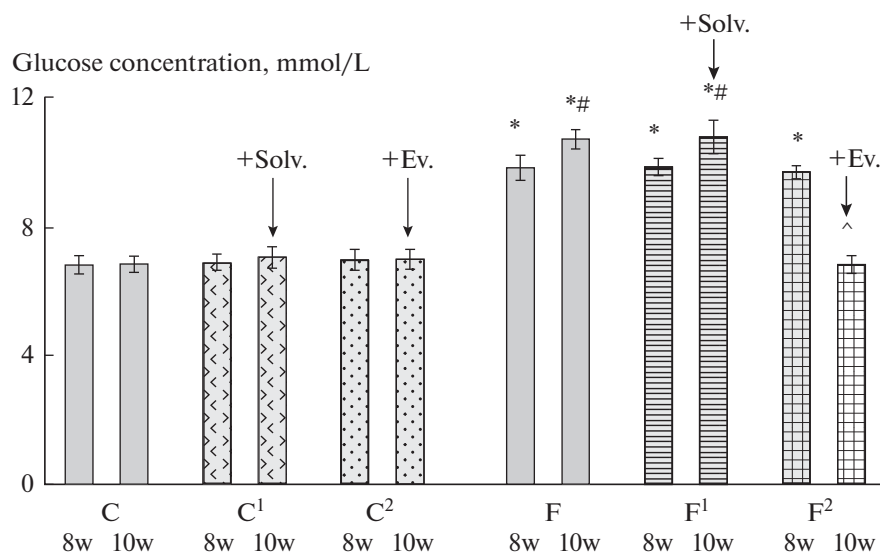 +Solv.
Glucose concentration, mmol/L
12
*
*#
*
*#
*
+Solv.
+Ev.
+Ev.
8
^
4
0
C
C¹
C²
F
F¹
F²
8w 10w 8w 10w 8w 10w 8w 10w 8w 10w 8w 10w